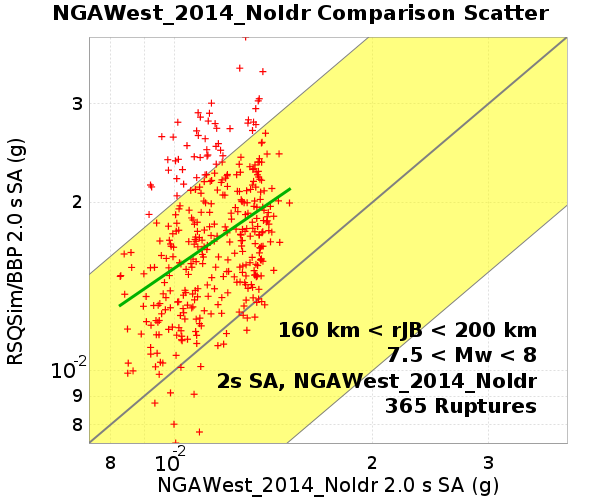 NGAWest_2014_NoIdr Comparison Scatter
RSQSim/BBP 2.0 s SA (g)
3
2
10-2
9
8
160 km < rJB < 200 km
7.5 < Mw < 8
2s SA, NGAWest_2014_NoIdr
365 Ruptures
8 10-2 2 3
NGAWest_2014_NoIdr 2.0 s SA (g)